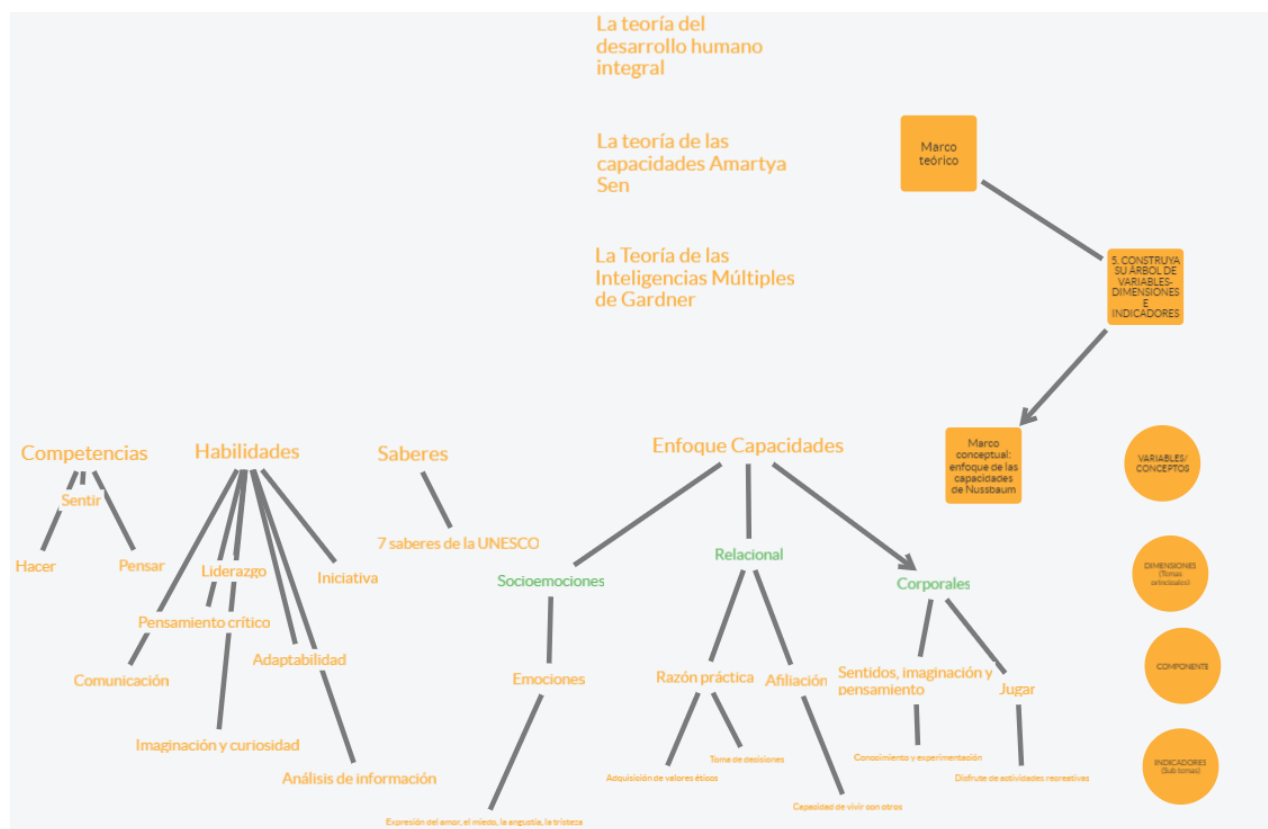 La teoría del
desarrollo humano
integral
La teoría de las
capacidades Amartya
Sen
Marco
teórico
La Teoría de las
Inteligencias Múltiples
de Gardner
5. CONSTRUYA
SU ÁRBOL DE
VARIABLES-
DIMENSIONES
E
INDICADORES
Competencias
Habilidades
Saberes
Enfoque Capacidades
Marco
conceptual:
enfoque de las
capacidades
de Nussbaum
VARIABLES/
CONCEPTOS
Sentir
Hacer
Pensar
Liderazgo
Iniciativa
7 saberes de la UNESCO
Socioemociones
Relacional
Corporales
DIMENSIONES
(Temas
principales)
Pensamiento crítico
Comunicación
Adaptabilidad
Emociones
Razón práctica
Afiliación
Sentidos, imaginación y
pensamiento
Jugar
COMPONENTE
Imaginación y curiosidad
Análisis de información
Adquisición de valores éticos
Toma de decisiones
Conocimiento y experimentación
Disfrute de actividades recreativas
INDICADORES
(Sub temas)
Expresión del amor, el miedo, la angustia, la tristeza
Capacidad de vivir con otros